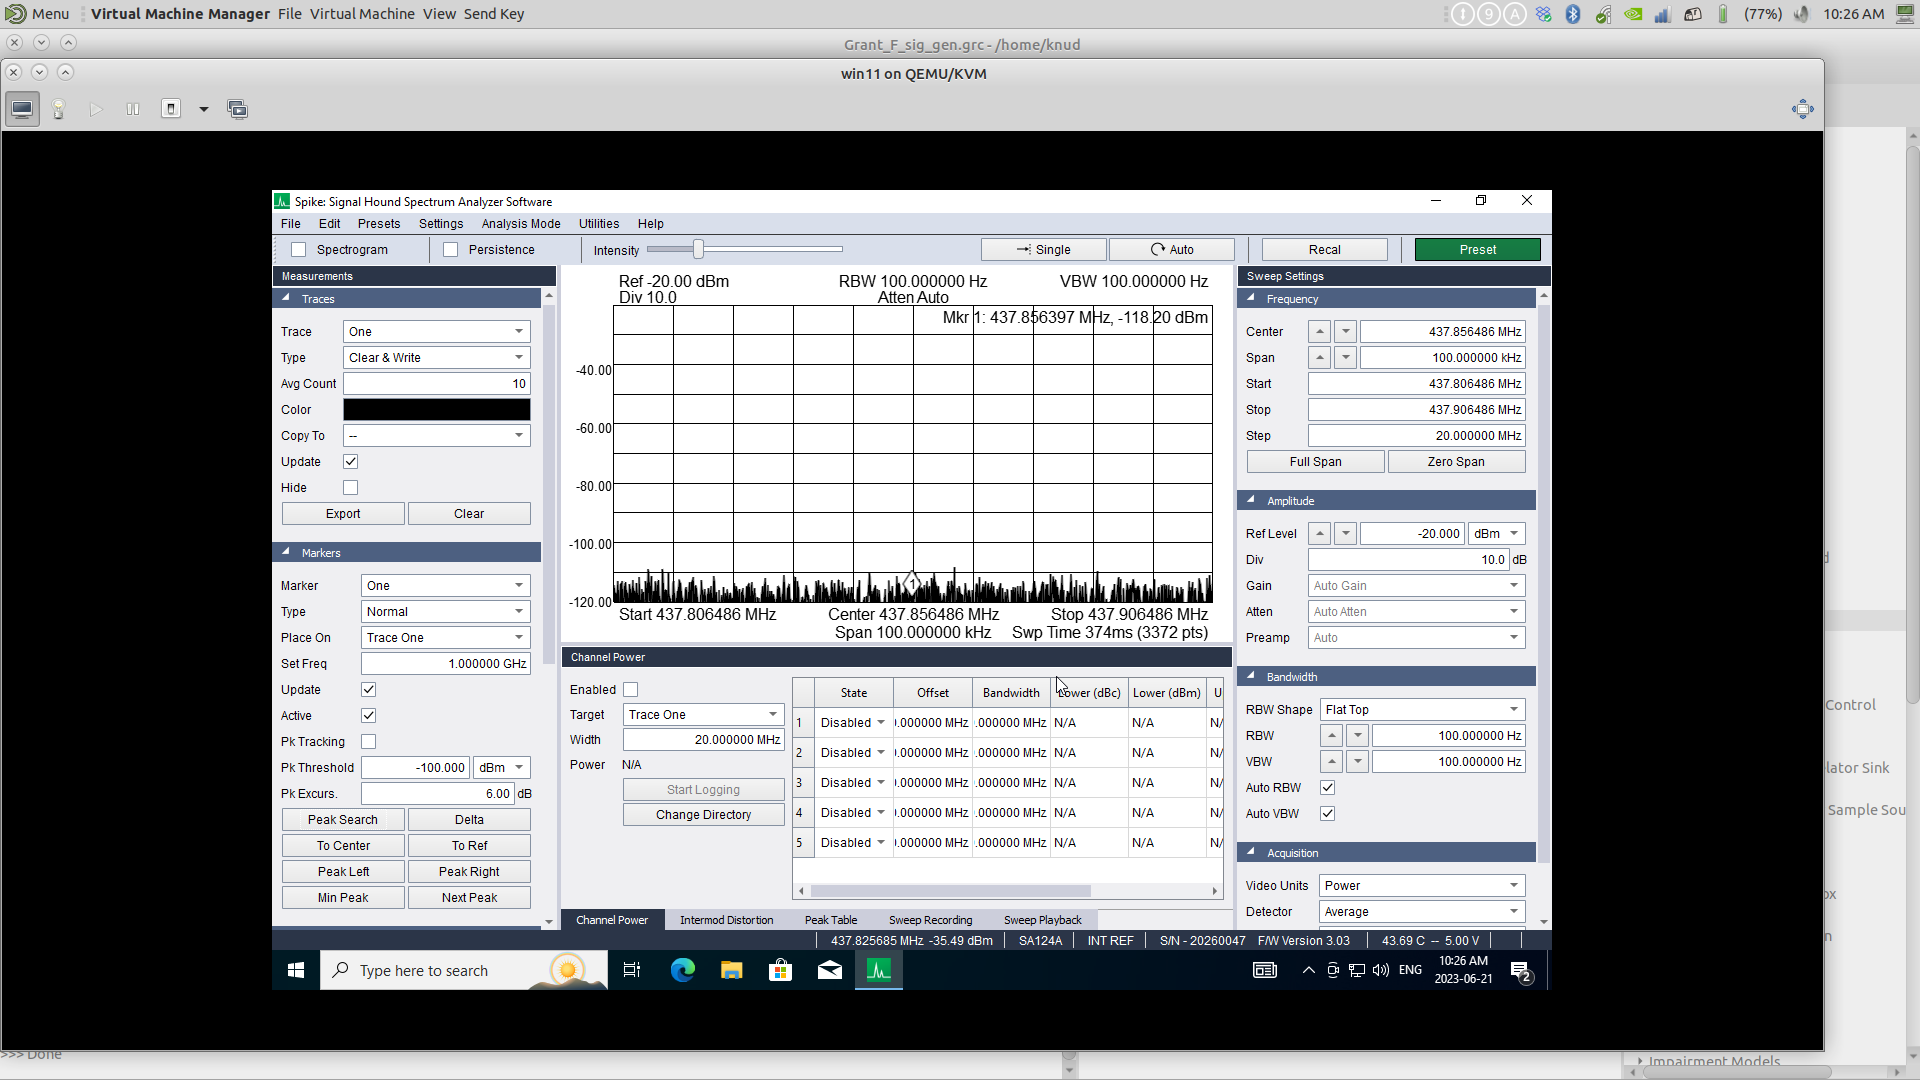 Menu Virtual Machine Manager File Virtual Machine View Send Key
(77%) 10:26 AM
Grant_F_sig_gen.grc - /home/knud
win11 on QEMU/KVM
Spike: Signal Hound Spectrum Analyzer Software
File Edit Presets Settings Analysis Mode Utilities Help
Spectrogram Persistence Intensity Single Auto Recal Preset
Measurements
Traces
Trace One
Type Clear & Write
Avg Count 10
Color
Copy To --
Update
Hide
Export Clear
Markers
Marker One
Type Normal
Place On Trace One
Set Freq 1.000000 GHz
Update
Active
Pk Tracking
Pk Threshold -100.000 dBm
Pk Excurs. 6.00 dB
Peak Search Delta
To Center To Ref
Peak Left Peak Right
Min Peak Next Peak
Ref -20.00 dBm RBW 100.000000 Hz VBW 100.000000 Hz
Div 10.0 Atten Auto
Mkr 1: 437.856397 MHz, -118.20 dBm
-40.00
-60.00
-80.00
-100.00
-120.00
1
Start 437.806486 MHz Center 437.856486 MHz Stop 437.906486 MHz
Span 100.000000 kHz Swp Time 374ms (3372 pts)
Channel Power
Enabled
Target Trace One
Width 20.000000 MHz
Power N/A
Start Logging
Change Directory
State Offset Bandwidth Lower (dBc) Lower (dBm) U
1 Disabled .000000 MHz .000000 MHz N/A N/A N/
2 Disabled .000000 MHz .000000 MHz N/A N/A N/
3 Disabled .000000 MHz .000000 MHz N/A N/A N/
4 Disabled .000000 MHz .000000 MHz N/A N/A N/
5 Disabled .000000 MHz .000000 MHz N/A N/A N/
Channel Power Intermod Distortion Peak Table Sweep Recording Sweep Playback
Sweep Settings
Frequency
Center 437.856486 MHz
Span 100.000000 kHz
Start 437.806486 MHz
Stop 437.906486 MHz
Step 20.000000 MHz
Full Span Zero Span
Amplitude
Ref Level -20.000 dBm
Div 10.0 dB
Gain Auto Gain
Atten Auto Atten
Preamp Auto
Bandwidth
RBW Shape Flat Top
RBW 100.000000 Hz
VBW 100.000000 Hz
Auto RBW
Auto VBW
Acquisition
Video Units Power
Detector Average
437.825685 MHz -35.49 dBm SA124A INT REF S/N - 20260047 F/W Version 3.03 43.69 C -- 5.00 V
Type here to search
ENG 10:26 AM
2023-06-21
2
Control
lator Sink
Sample Sou
>>> Done
Impairment Models